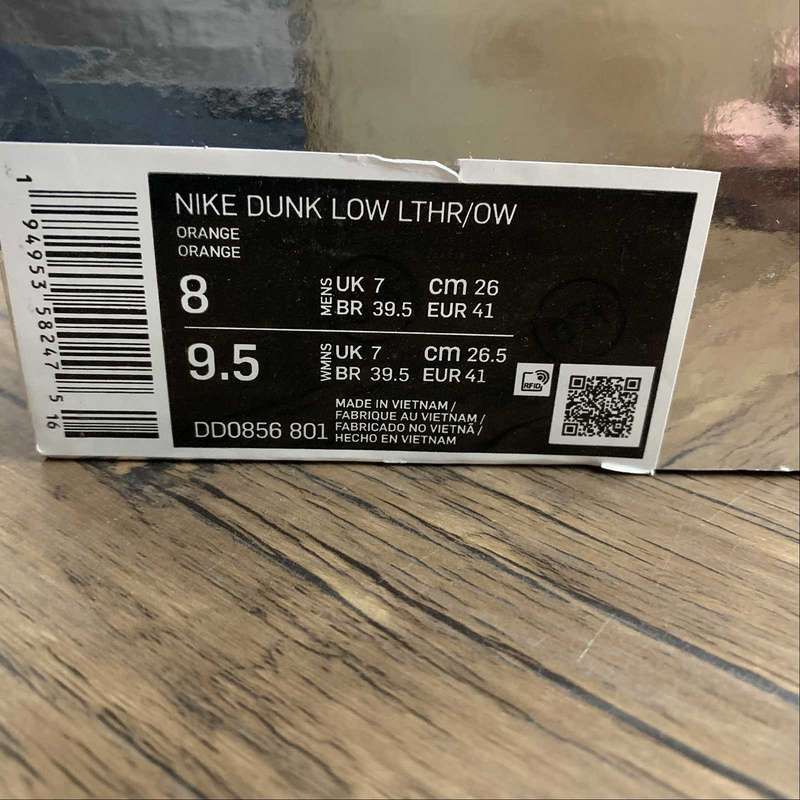 NIKE DUNK LOW LTHR/OW
ORANGE
ORANGE
8
MENS
UK 7 cm 26
BR 39.5 EUR 41
9.5
WMNS
UK 7 cm 26.5
BR 39.5 EUR 41
RFID
DD0856 801
MADE IN VIETNAM /
FABRIQUE AU VIETNAM /
FABRICADO NO VIETNÃ /
HECHO EN VIETNAM
1 94953 58247 5 16